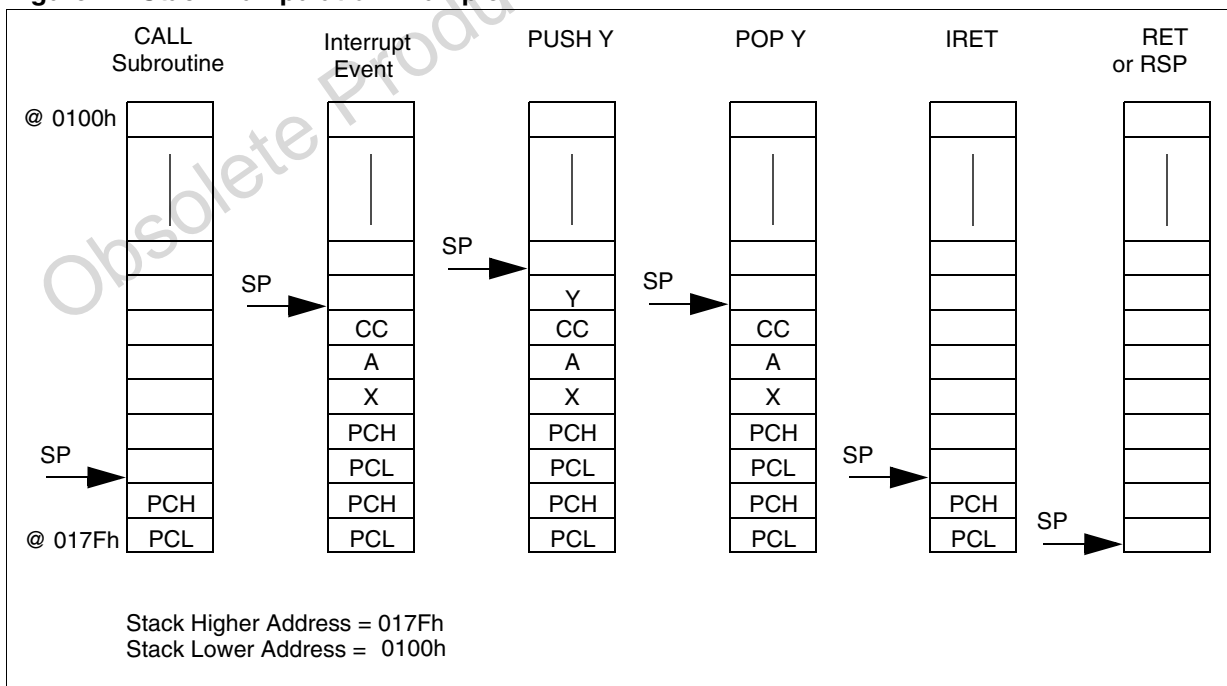 CALL
Subroutine
Interrupt
Event
PUSH Y
POP Y
IRET
RET
or RSP
@ 0100h
SP
PCH
@ 017Fh PCL
SP
CC
A
X
PCH
PCL
PCH
PCL
SP
Y
CC
A
X
PCH
PCL
PCH
PCL
SP
CC
A
X
PCH
PCL
PCH
PCL
SP
PCH
PCL
SP
Stack Higher Address = 017Fh
Stack Lower Address = 0100h
Obsolete